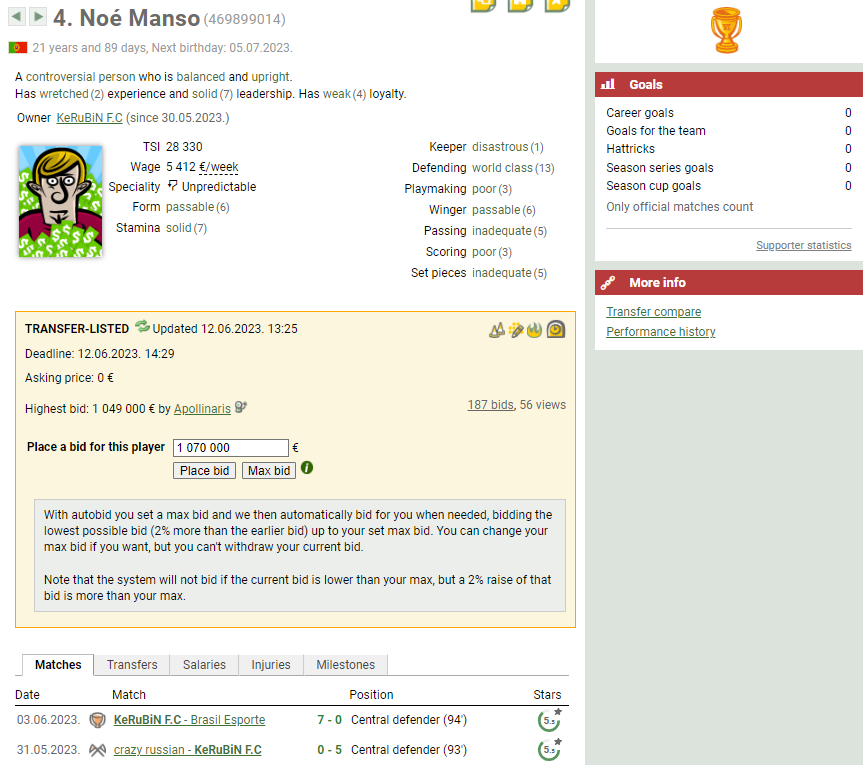 4. Noé Manso (469899014)
21 years and 89 days, Next birthday: 05.07.2023.
A controversial person who is balanced and upright.
Has wretched (2) experience and solid (7) leadership. Has weak (4) loyalty.
Owner KeRuBiN F.C (since 30.05.2023.)
TSI 28 330
Wage 5 412 €/week
Speciality Unpredictable
Form passable (6)
Stamina solid (7)
Keeper disastrous (1)
Defending world class (13)
Playmaking poor (3)
Winger passable (6)
Passing inadequate (5)
Scoring poor (3)
Set pieces inadequate (5)
TRANSFER-LISTED Updated 12.06.2023. 13:25
Deadline: 12.06.2023. 14:29
Asking price: 0 €
Highest bid: 1 049 000 € by Apollinaris
187 bids, 56 views
Place a bid for this player 1 070 000 €
Place bid Max bid
With autobid you set a max bid and we then automatically bid for you when needed, bidding the
lowest possible bid (2% more than the earlier bid) up to your set max bid. You can change your
max bid if you want, but you can't withdraw your current bid.
Note that the system will not bid if the current bid is lower than your max, but a 2% raise of that
bid is more than your max.
Matches Transfers Salaries Injuries Milestones
Date Match Position Stars
03.06.2023. KeRuBiN F.C - Brasil Esporte 7 - 0 Central defender (94') 5.5
31.05.2023. crazy russian - KeRuBiN F.C 0 - 5 Central defender (93') 5.5
Goals
Career goals 0
Goals for the team 0
Hattricks 0
Season series goals 0
Season cup goals 0
Only official matches count
Supporter statistics
More info
Transfer compare
Performance history